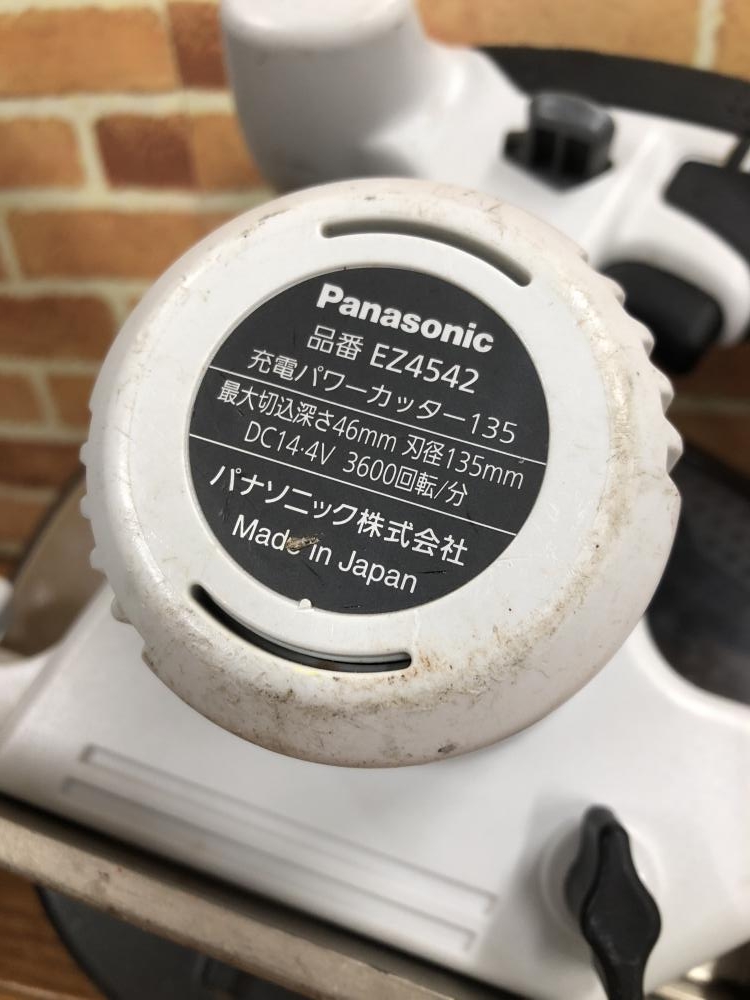 Panasonic
品番 EZ4542
充電パワーカッター135
最大切込深さ46mm 刃径135mm
DC14·4V 3600回転/分
パナソニック株式会社
Made in Japan